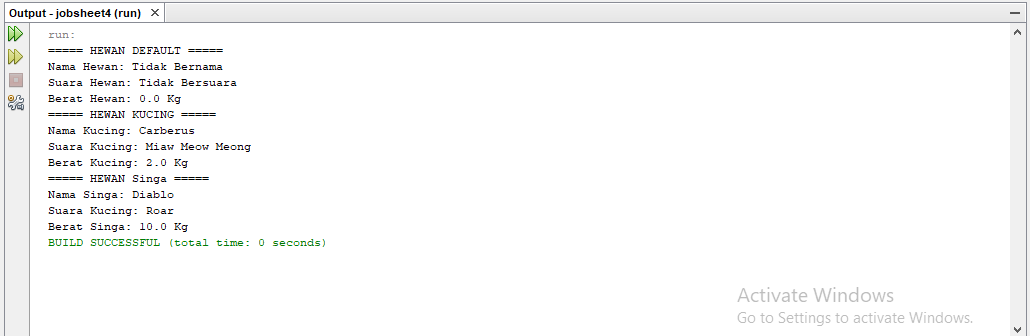 Output - jobsheet4 (run)
run:
===== HEWAN DEFAULT =====
Nama Hewan: Tidak Bernama
Suara Hewan: Tidak Bersuara
Berat Hewan: 0.0 Kg
===== HEWAN KUCING =====
Nama Kucing: Carberus
Suara Kucing: Miaw Meow Meong
Berat Kucing: 2.0 Kg
===== HEWAN Singa =====
Nama Singa: Diablo
Suara Kucing: Roar
Berat Singa: 10.0 Kg
BUILD SUCCESSFUL (total time: 0 seconds)
Activate Windows
Go to Settings to activate Windows.